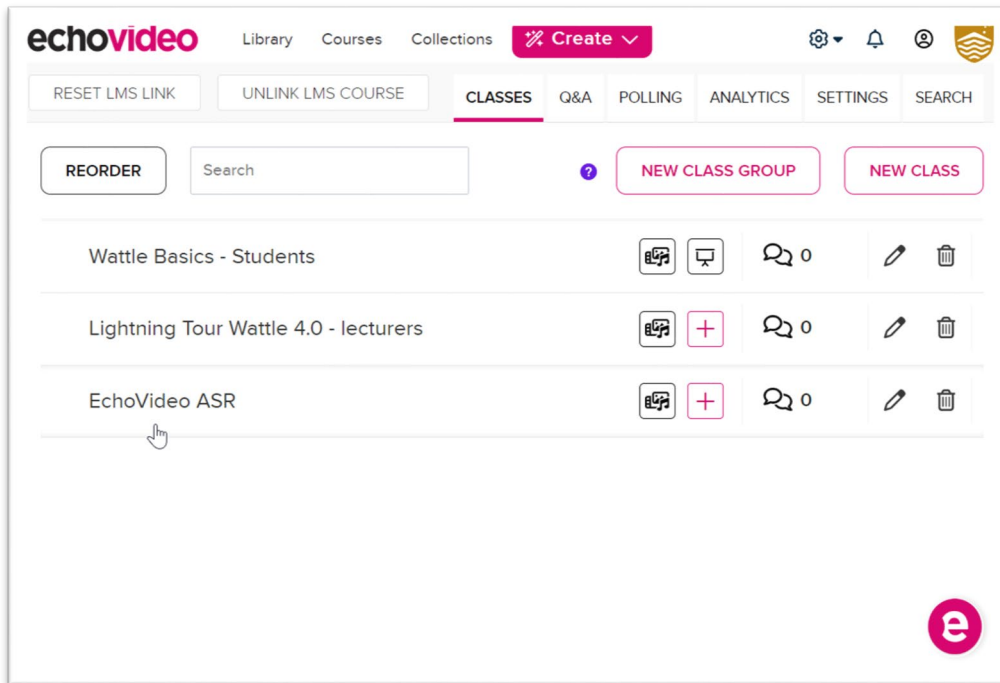 echovideo Library Courses Collections Create
RESET LMS LINK UNLINK LMS COURSE CLASSES Q&A POLLING ANALYTICS SETTINGS SEARCH
REORDER Search ? NEW CLASS GROUP NEW CLASS
Wattle Basics - Students 0
Lightning Tour Wattle 4.0 - lecturers + 0
EchoVideo ASR + 0
e